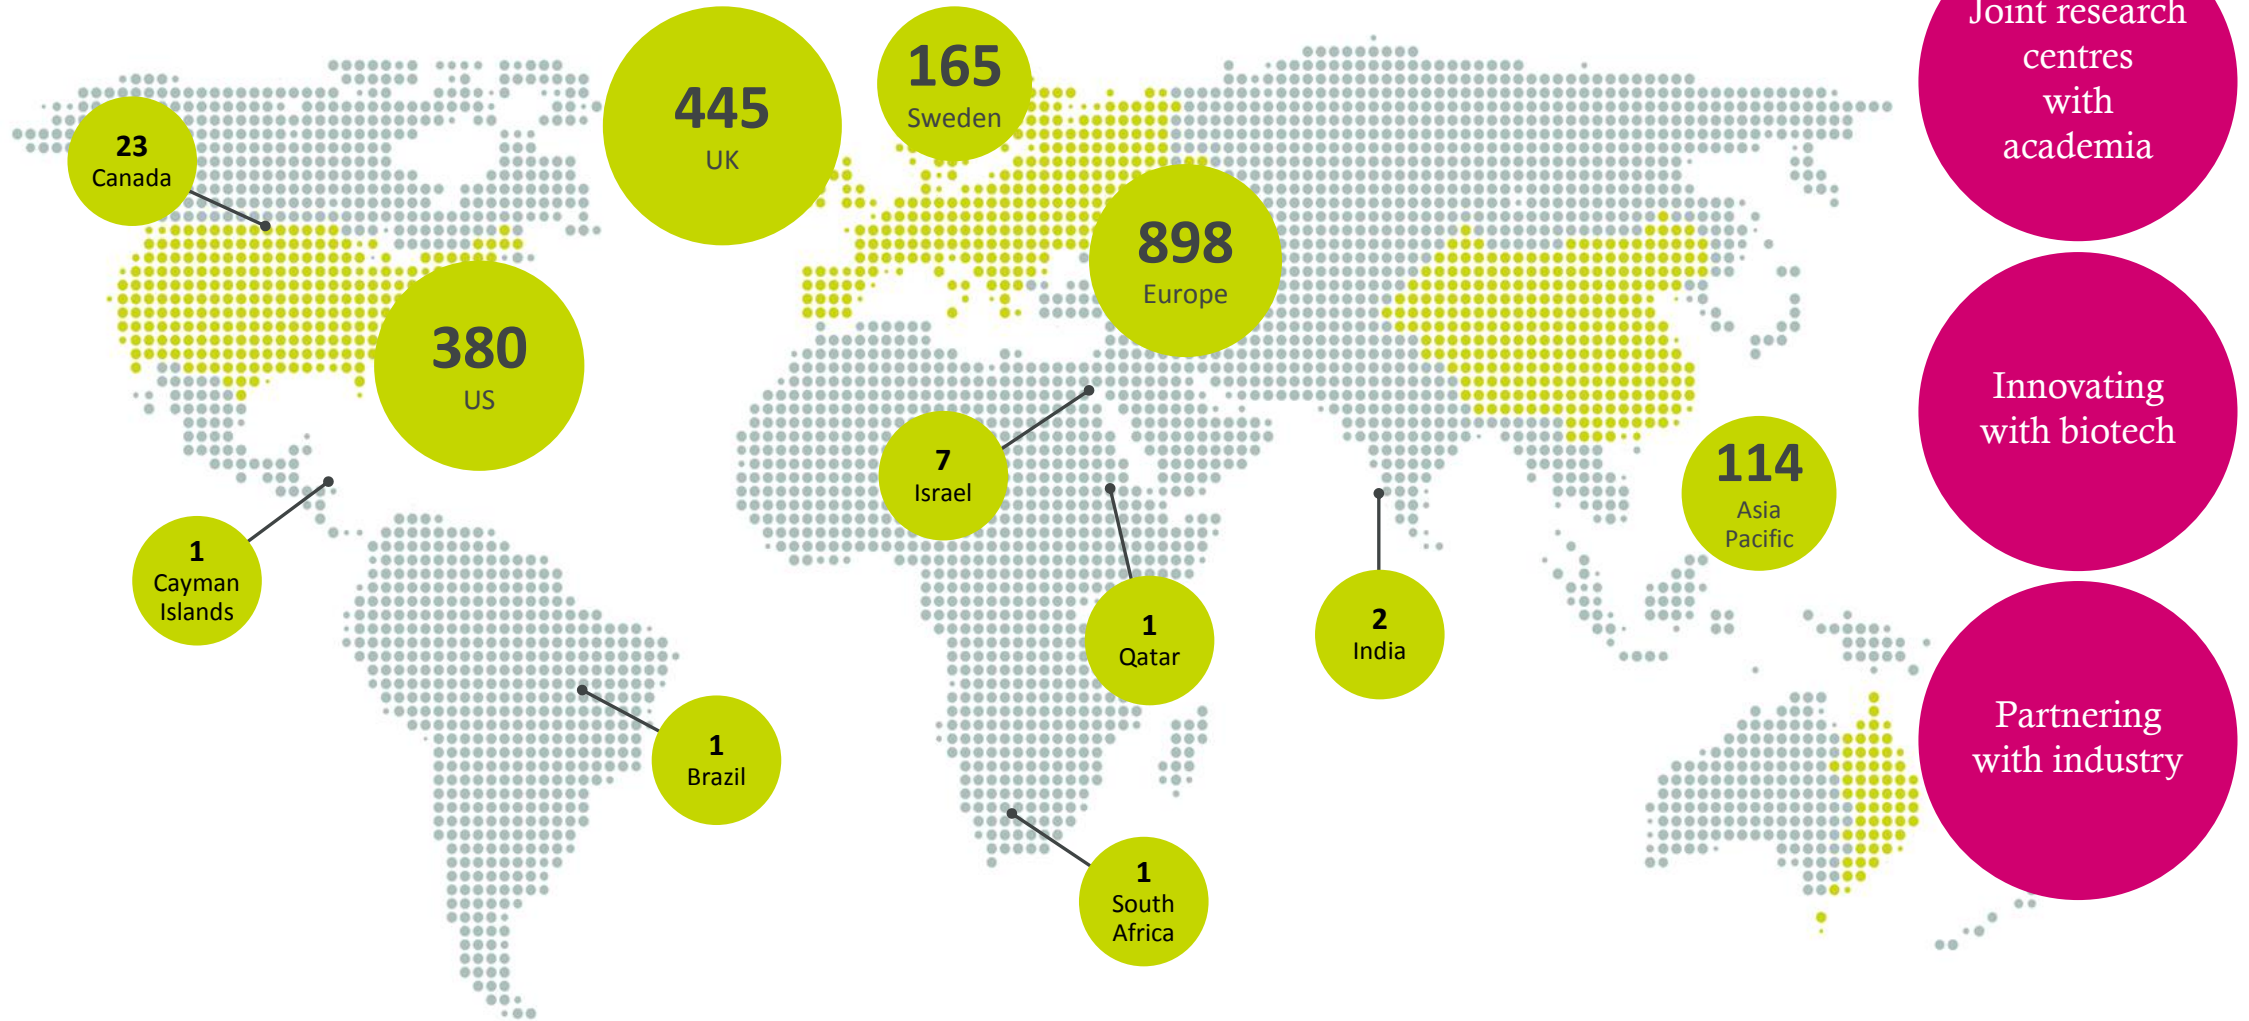 445
UK
165
Sweden
23
Canada
898
Europe
380
US
7
Israel
114
Asia
Pacific
1
Cayman
Islands
1
Qatar
2
India
1
Brazil
1
South
Africa
Joint research
centres
with
academia
Innovating
with biotech
Partnering
with industry